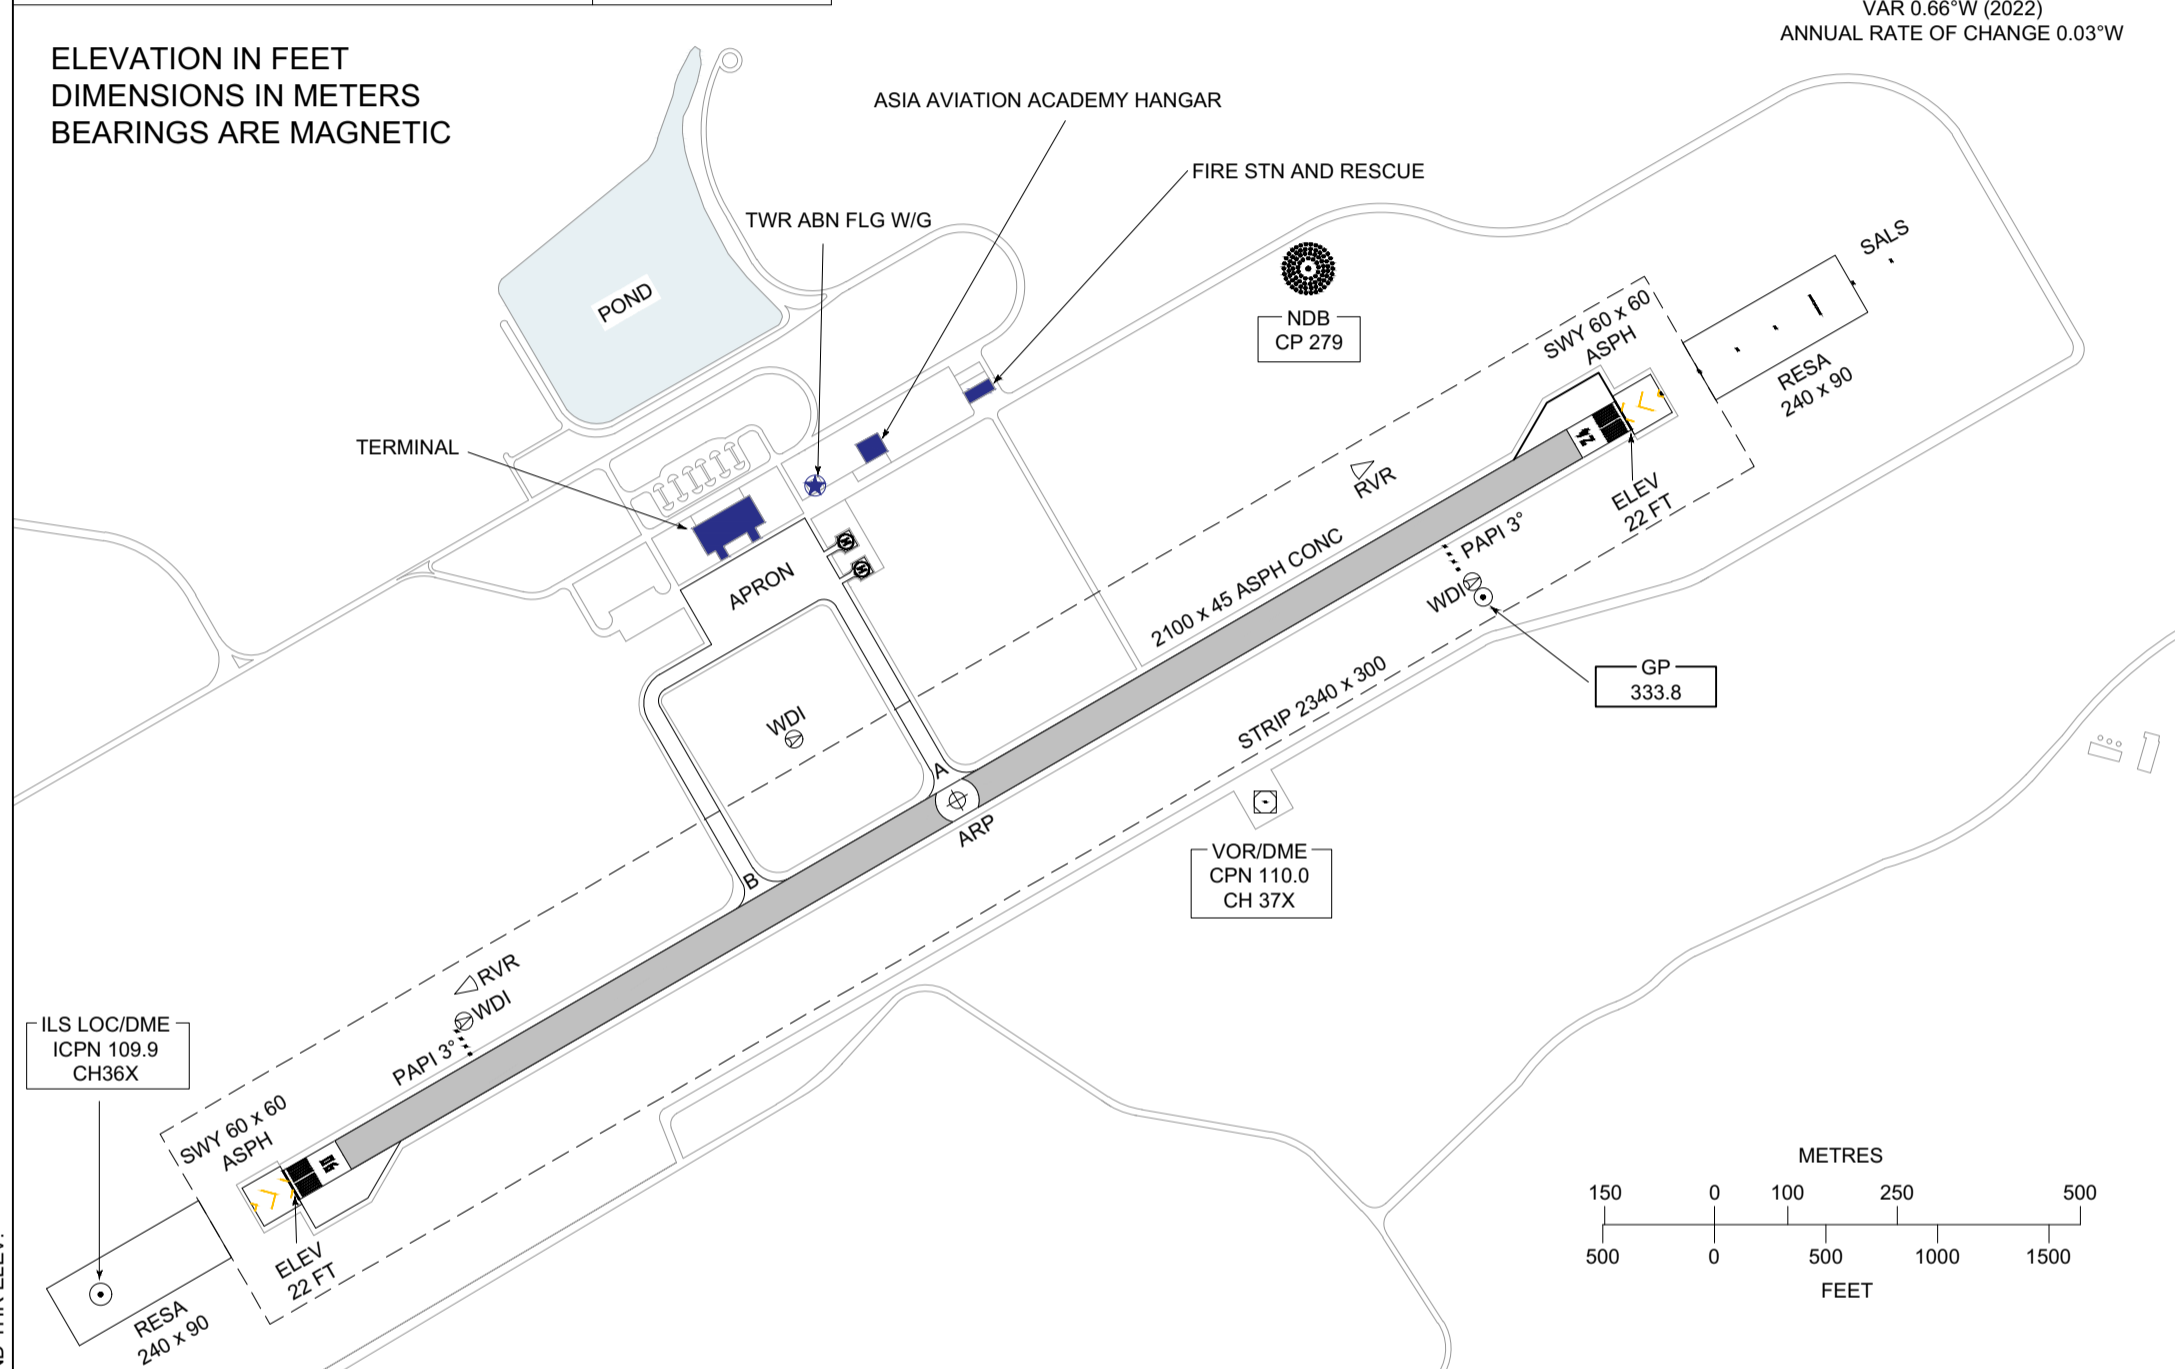 VAR 0.66°W (2022)
ANNUAL RATE OF CHANGE 0.03°W
ELEVATION IN FEET
DIMENSIONS IN METERS
BEARINGS ARE MAGNETIC
ASIA AVIATION ACADEMY HANGAR
FIRE STN AND RESCUE
TWR ABN FLG W/G
SALS
POND
NDB
CP 279
SWY 60 x 60
ASPH
RESA
240 x 90
TERMINAL
24
RVR
ELEV
22 FT
H
H
PAPI 3°
APRON
2100 x 45 ASPH CONC
WDI
GP
333.8
STRIP 2340 x 300
WDI
A
ARP
VOR/DME
CPN 110.0
CH 37X
B
RVR
WDI
ILS LOC/DME
ICPN 109.9
CH36X
PAPI 3°
SWY 60 x 60
ASPH
06
ELEV
22 FT
RESA
240 x 90
METRES
150 0 100 250 500
500 0 500 1000 1500
FEET